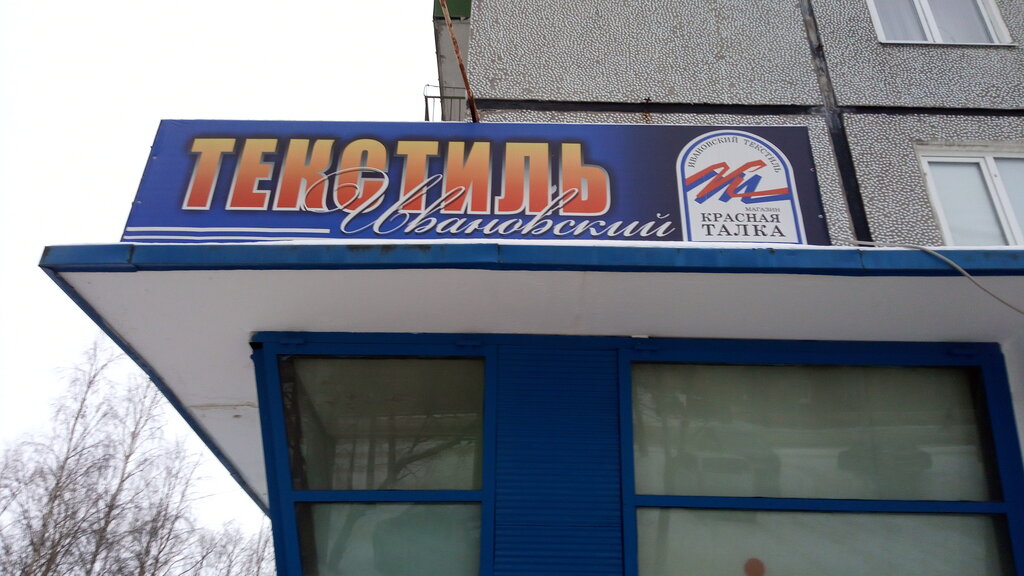 ТЕКСТИЛЬ
Ивановский
ИВАНОВСКИЙ ТЕКСТИЛЬ
МАГАЗИН
КРАСНАЯ
ТАЛКА